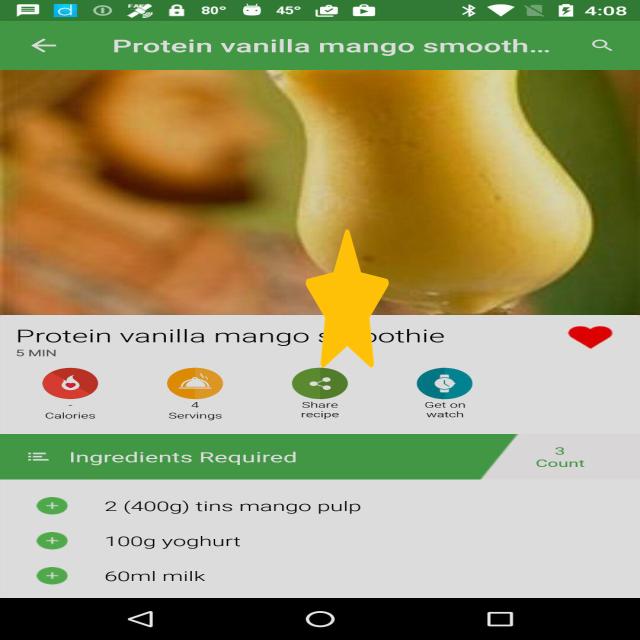 80° 45° 4:08
Protein vanilla mango smooth...
Protein vanilla mango s oothie
5 MIN
-
Calories
4
Servings
Share
recipe
Get on
watch
Ingredients Required
3
Count
2 (400g) tins mango pulp
100g yoghurt
60ml milk